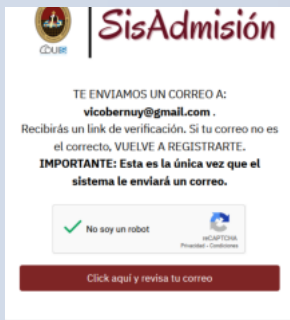 SisAdmisión
TE ENVIAMOS UN CORREO A:
vicobernuy@gmail.com .
Recibirás un link de verificación. Si tu correo no es
el correcto, VUELVE A REGISTRARTE.
IMPORTANTE: Esta es la única vez que el
sistema le enviará un correo.
No soy un robot
reCAPTCHA
Privacidad - Condiciones
Click aquí y revisa tu correo